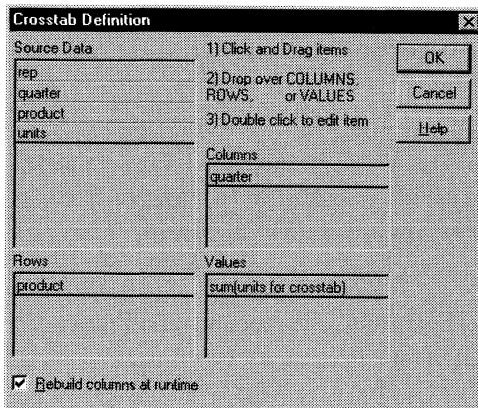 Crosstab Definition
Source Data
rep
quarter
product
units
1) Click and Drag items
2) Drop over COLUMNS,
ROWS, or VALUES
3) Double click to edit item
OK
Cancel
Help
Columns
quarter
Rows
product
Values
sum(units for crosstab)
Rebuild columns at runtime